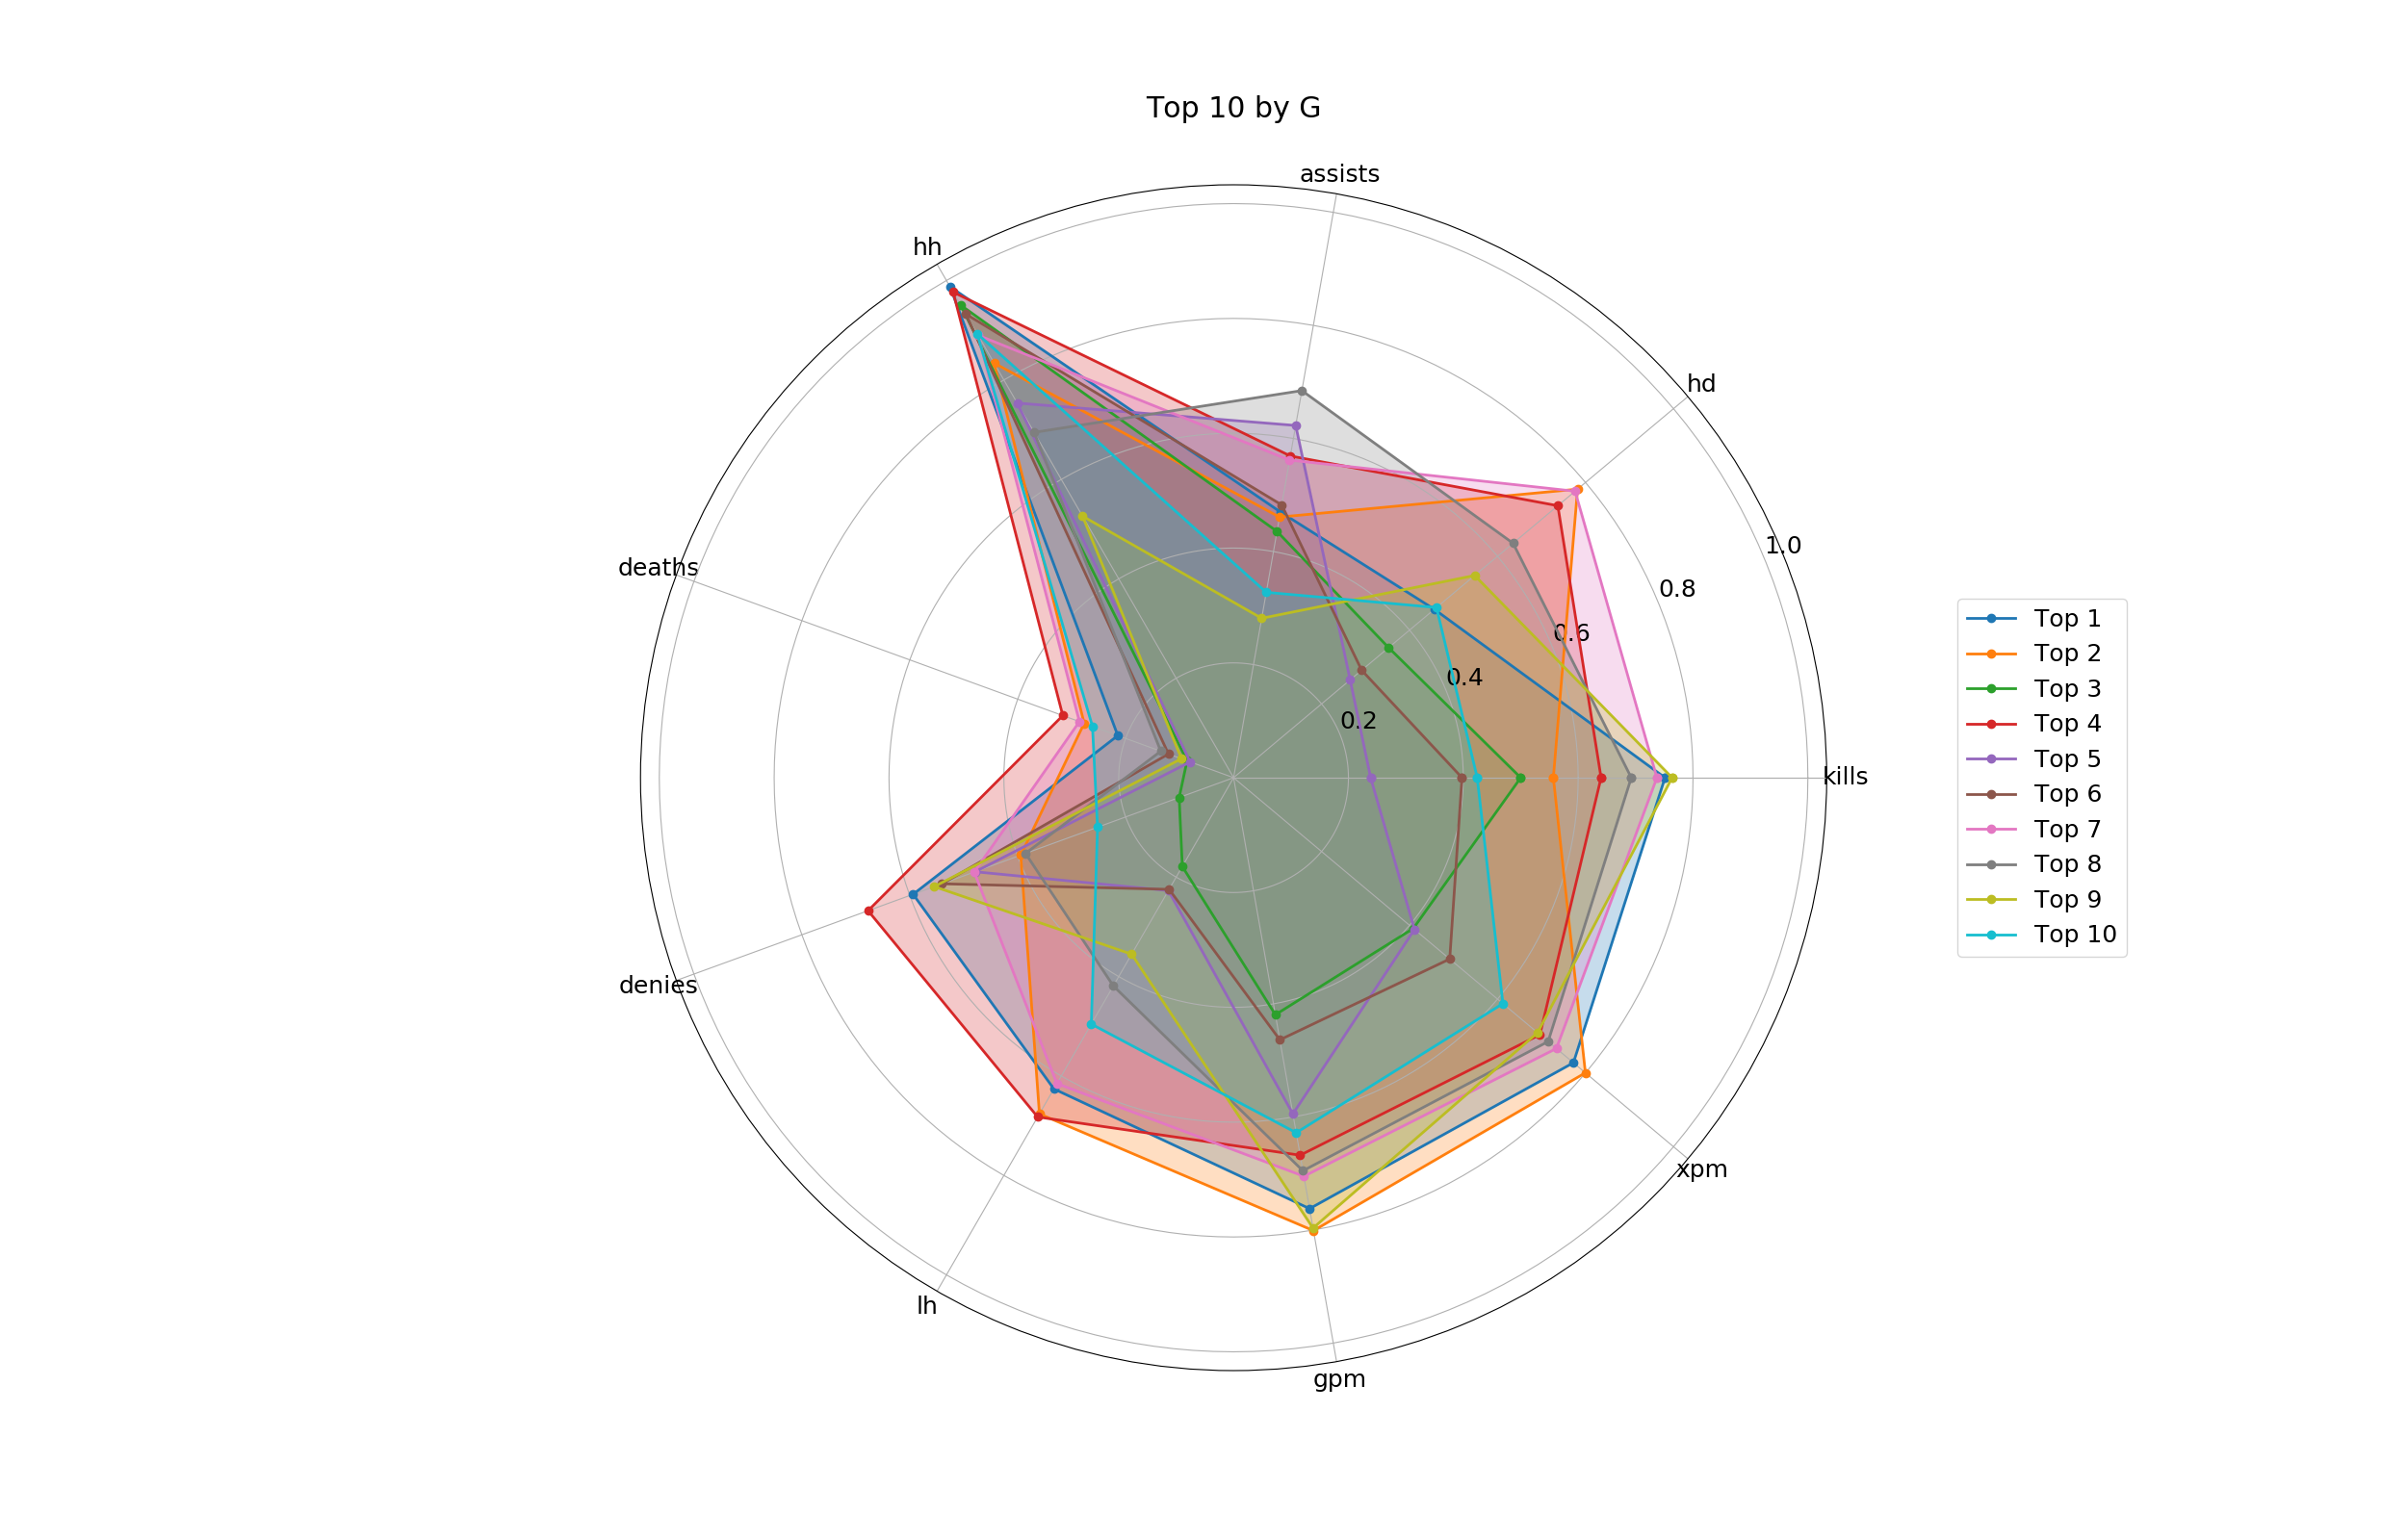 Top 10 by G
assists
hh
hd
1.0
deaths
0.8
0.6
0.4
0.2
kills
denies
xpm
lh
gpm
Top 1
Top 2
Top 3
Top 4
Top 5
Top 6
Top 7
Top 8
Top 9
Top 10